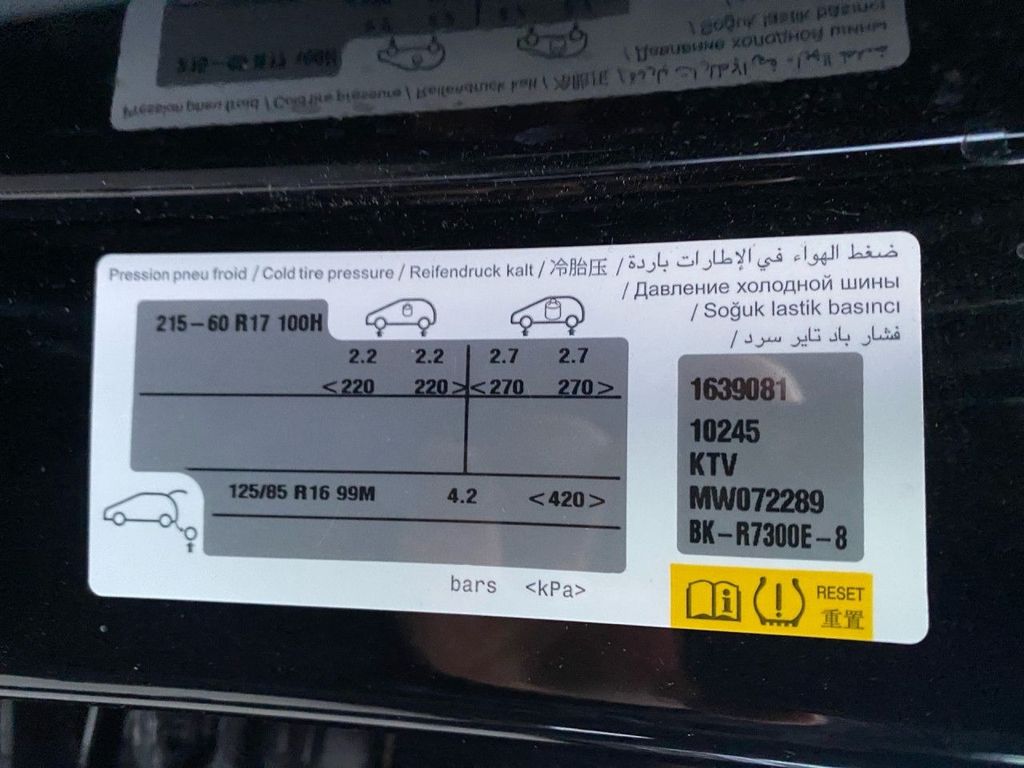 Pression pneu froid / Cold tire pressure / Reifendruck kalt / 冷胎压 / ضغط الهواء في الإطارات باردة
/ Давление холодной шины
/ Soğuk lastik basıncı
/ فشار باد تایر سرد
215-60 R17 100H
2.2 2.2 2.7 2.7
<220 220> <270 270>
125/85 R16 99M 4.2 <420>
bars <kPa>
1639081
10245
KTV
MW072289
BK-R7300E-8
RESET
重置